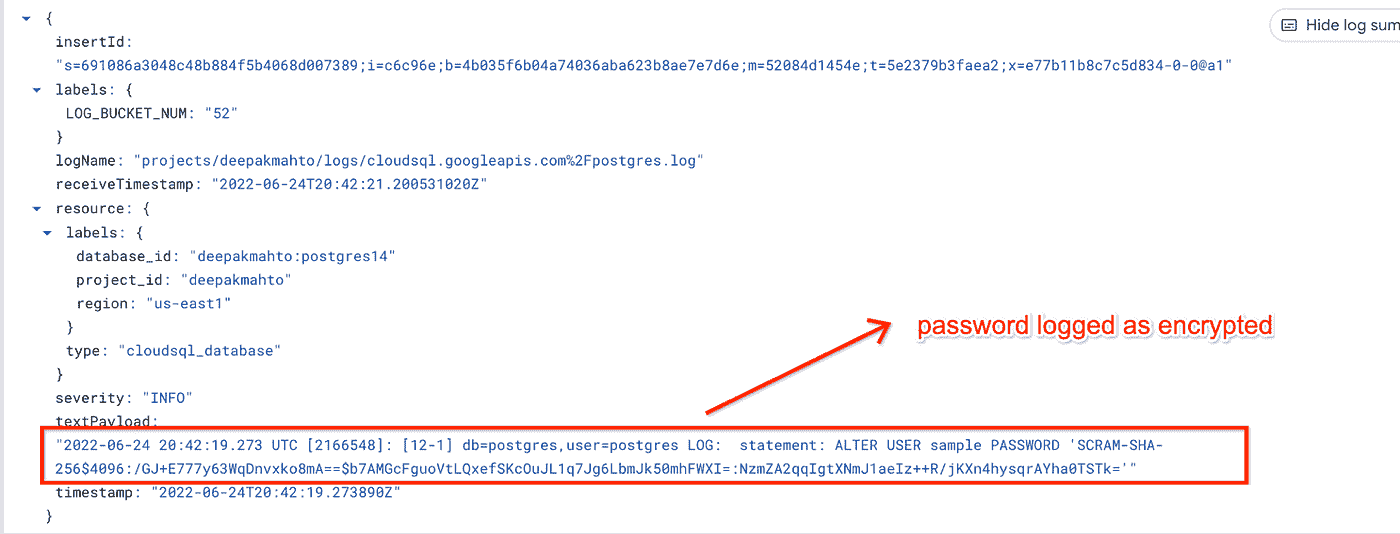 {
Hide log sum
insertId:
"s=691086a3048c48b884f5b4068d007389;i=c6c96e;b=4b035f6b04a74036aba623b8ae7e7d6e;m=52084d1454e;t=5e2379b3faea2;x=e77b11b8c7c5d834-0-0@a1"
labels: {
LOG_BUCKET_NUM: "52"
}
logName: "projects/deepakmahto/logs/cloudsql.googleapis.com%2Fpostgres.log"
receiveTimestamp: "2022-06-24T20:42:21.200531020Z"
resource: {
labels: {
database_id: "deepakmahto:postgres14"
project_id: "deepakmahto"
region: "us-east1"
}
type: "cloudsql_database"
}
password logged as encrypted
severity: "INFO"
textPayload:
"2022-06-24 20:42:19.273 UTC [2166548]: [12-1] db=postgres,user=postgres LOG:  statement: ALTER USER sample PASSWORD 'SCRAM-SHA-
256$4096:/GJ+E777y63WqDnvxko8mA==$b7AMGcFguoVtLQxefSKcOuJL1q7Jg6LbmJk50mhFWXI=:NzmZA2qqIgtXNmJ1aeIz++R/jKXn4hysqrAYha0TSTk='"
timestamp: "2022-06-24T20:42:19.273890Z"
}